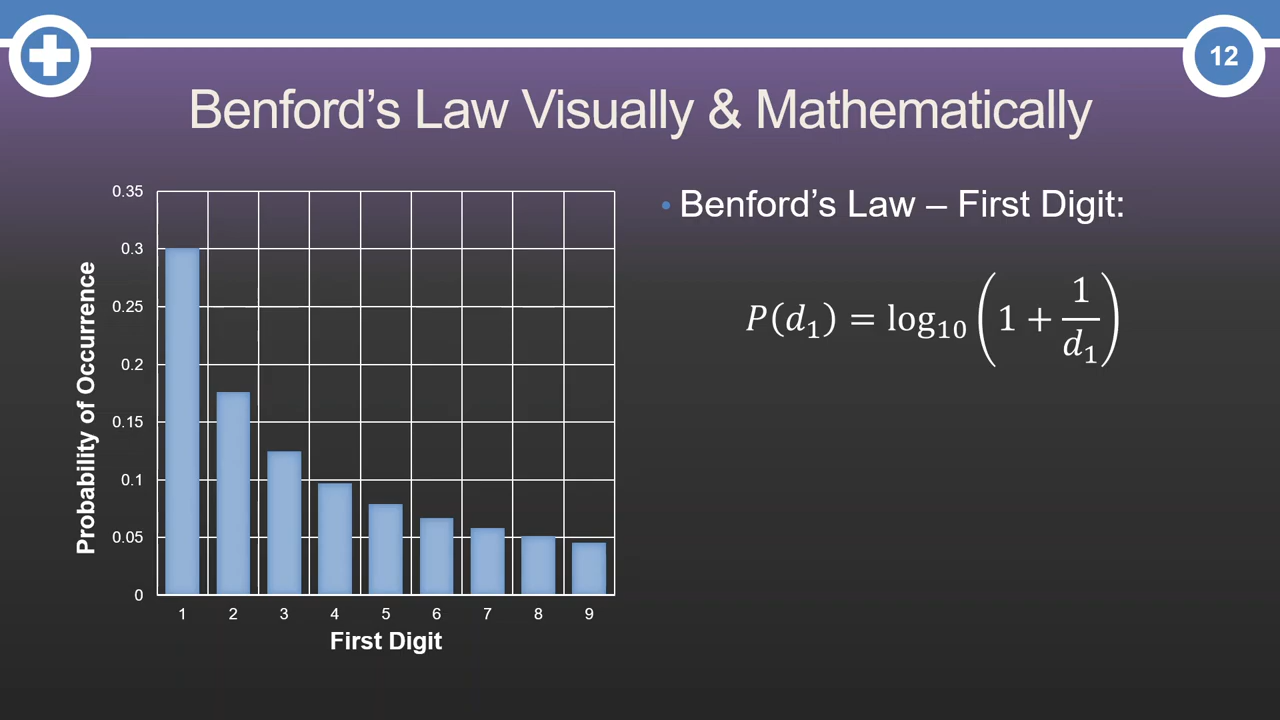 12
Benford's Law Visually & Mathematically
0.35
0.3
0.25
0.2
0.15
0.1
0.05
0
Probability of Occurrence
1 2 3 4 5 6 7 8 9
First Digit
• Benford's Law – First Digit:
P(d₁) = log₁₀(1 + 1/d₁)